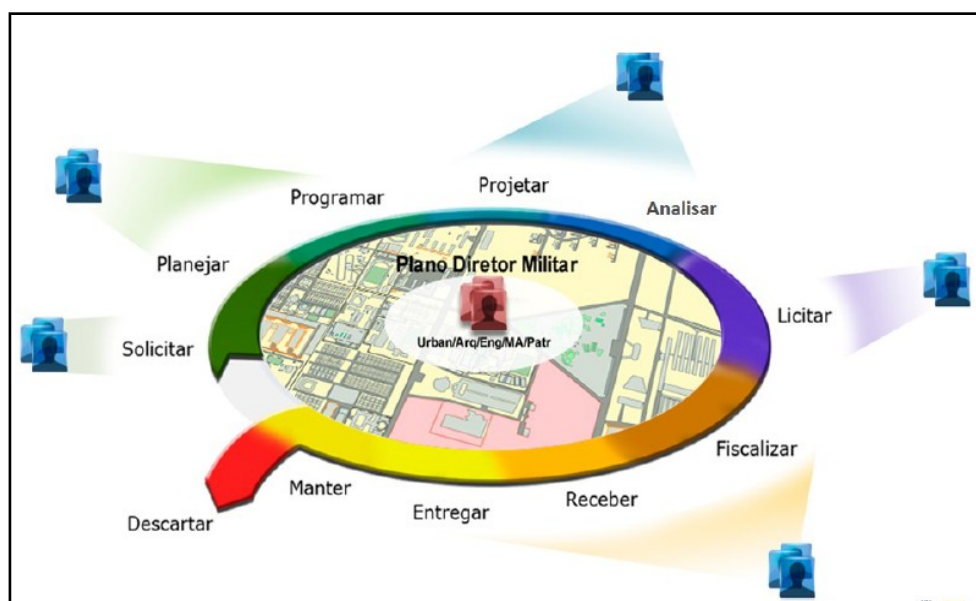 Projetar
Programar
Analisar
Planejar
Plano Diretor Militar
Solicitar
Urban/Arq/Eng/MA/Patr
Licitar
Fiscalizar
Manter
Receber
Entregar
Descartar